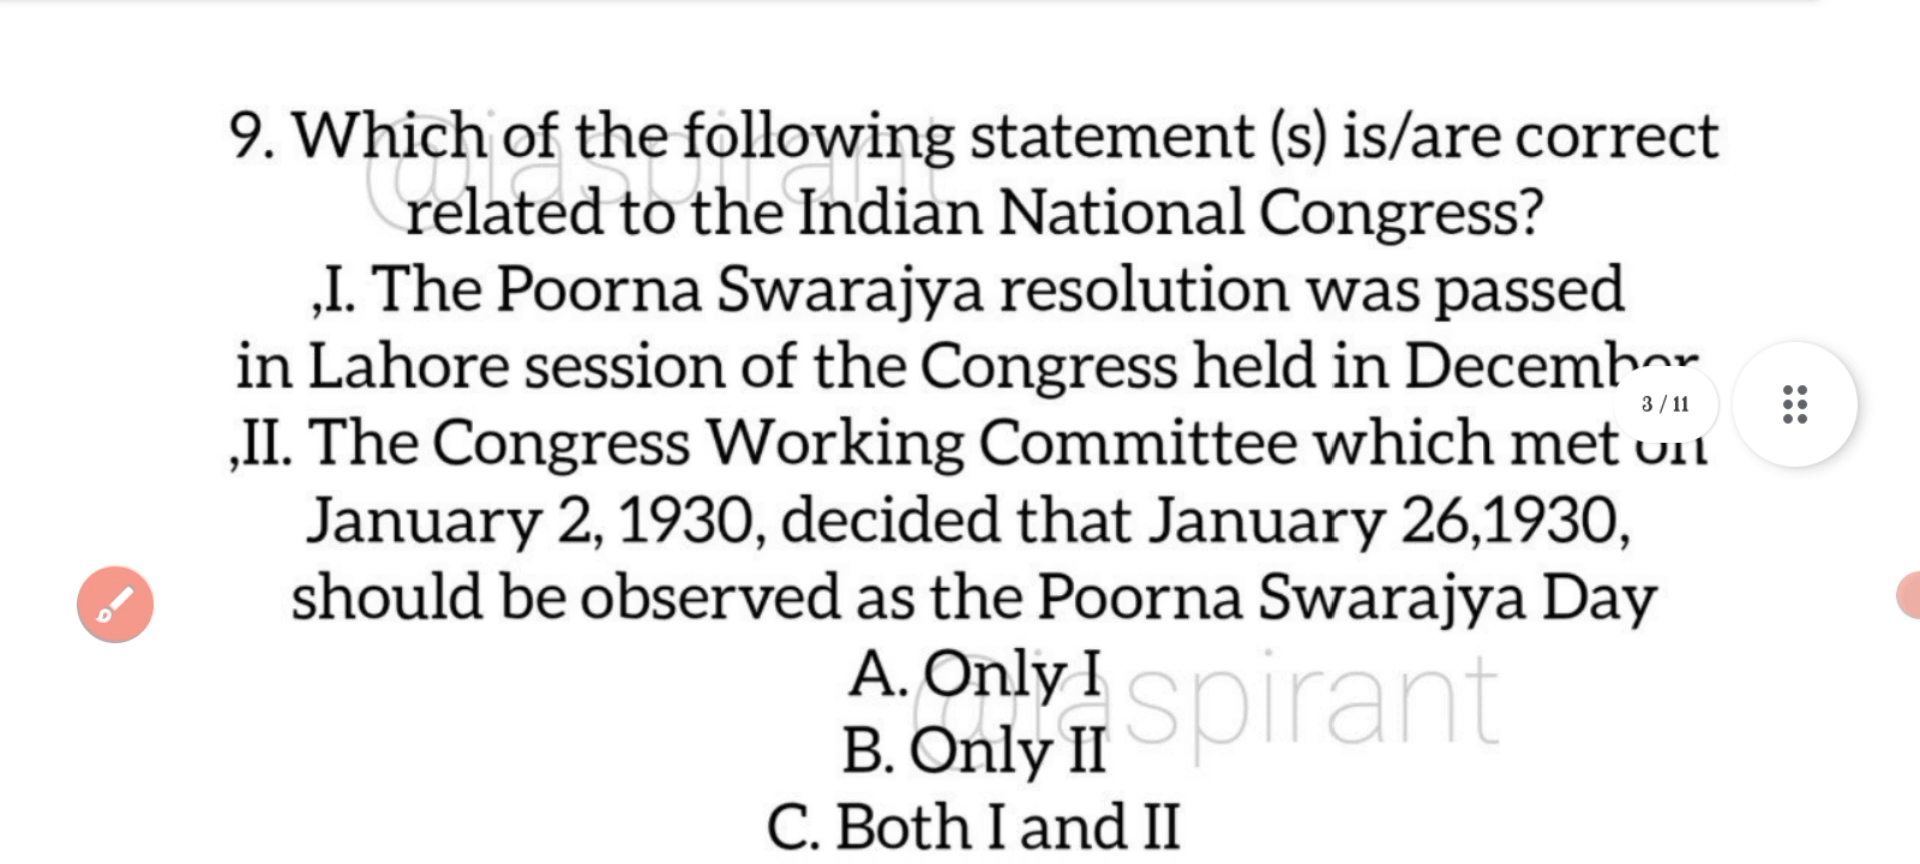 9. Which of the following statement (s) is/are correct
related to the Indian National Congress?
,I. The Poorna Swarajya resolution was passed
in Lahore session of the Congress held in December
,II. The Congress Working Committee which met on
January 2, 1930, decided that January 26,1930,
should be observed as the Poorna Swarajya Day
A. Only I
B. Only II
C. Both I and II
3 / 11
@iaspirant
@iaspirant